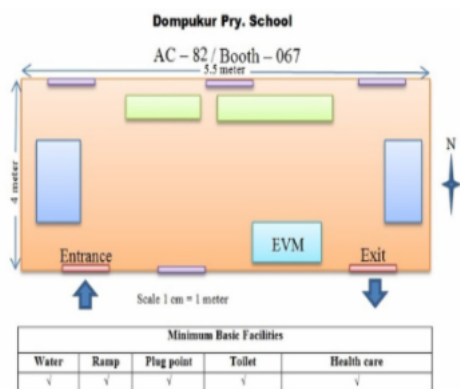 Dompukur Pry. School
AC – 82 / Booth – 067
5.5 meter
4 meter
N
EVM
Entrance
Exit
Scale 1 cm = 1 meter
Minimum Basic Facilities
Water Ramp Plug point Toilet Health care
√ √ √ √ √